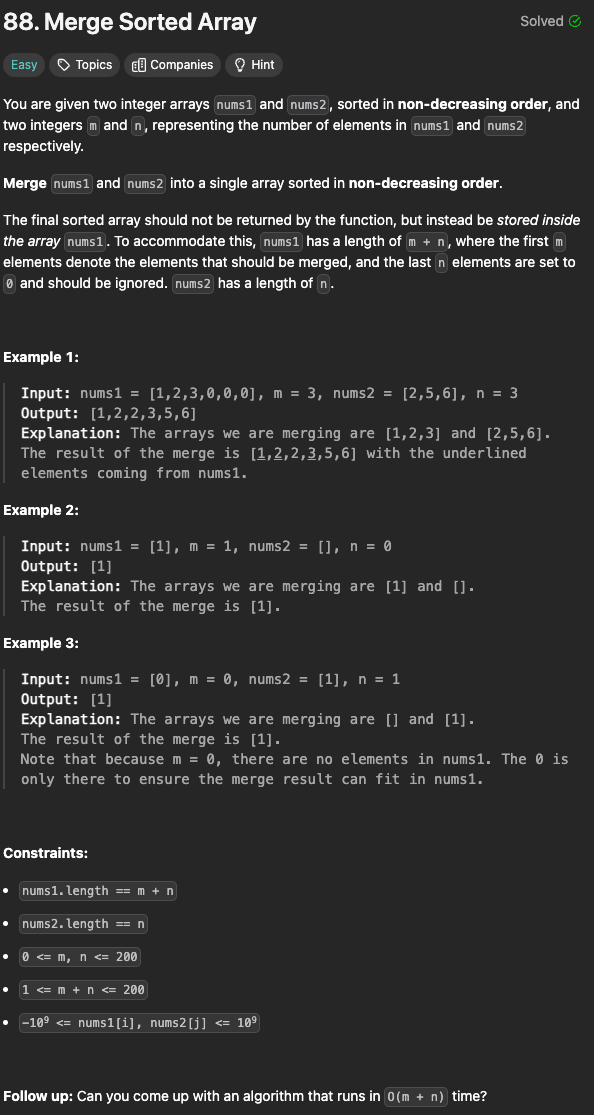 88. Merge Sorted Array
Solved
Easy Topics Companies Hint
You are given two integer arrays nums1 and nums2, sorted in non-decreasing order, and
two integers m and n, representing the number of elements in nums1 and nums2
respectively.
Merge nums1 and nums2 into a single array sorted in non-decreasing order.
The final sorted array should not be returned by the function, but instead be stored inside
the array nums1. To accommodate this, nums1 has a length of m + n, where the first m
elements denote the elements that should be merged, and the last n elements are set to
0 and should be ignored. nums2 has a length of n.
Example 1:
Input: nums1 = [1,2,3,0,0,0], m = 3, nums2 = [2,5,6], n = 3
Output: [1,2,2,3,5,6]
Explanation: The arrays we are merging are [1,2,3] and [2,5,6].
The result of the merge is [1,2,2,3,5,6] with the underlined
elements coming from nums1.
Example 2:
Input: nums1 = [1], m = 1, nums2 = [], n = 0
Output: [1]
Explanation: The arrays we are merging are [1] and [].
The result of the merge is [1].
Example 3:
Input: nums1 = [0], m = 0, nums2 = [1], n = 1
Output: [1]
Explanation: The arrays we are merging are [] and [1].
The result of the merge is [1].
Note that because m = 0, there are no elements in nums1. The 0 is
only there to ensure the merge result can fit in nums1.
Constraints:
• nums1.length == m + n
• nums2.length == n
• 0 <= m, n <= 200
• 1 <= m + n <= 200
• -10⁹ <= nums1[i], nums2[j] <= 10⁹
Follow up: Can you come up with an algorithm that runs in O(m + n) time?